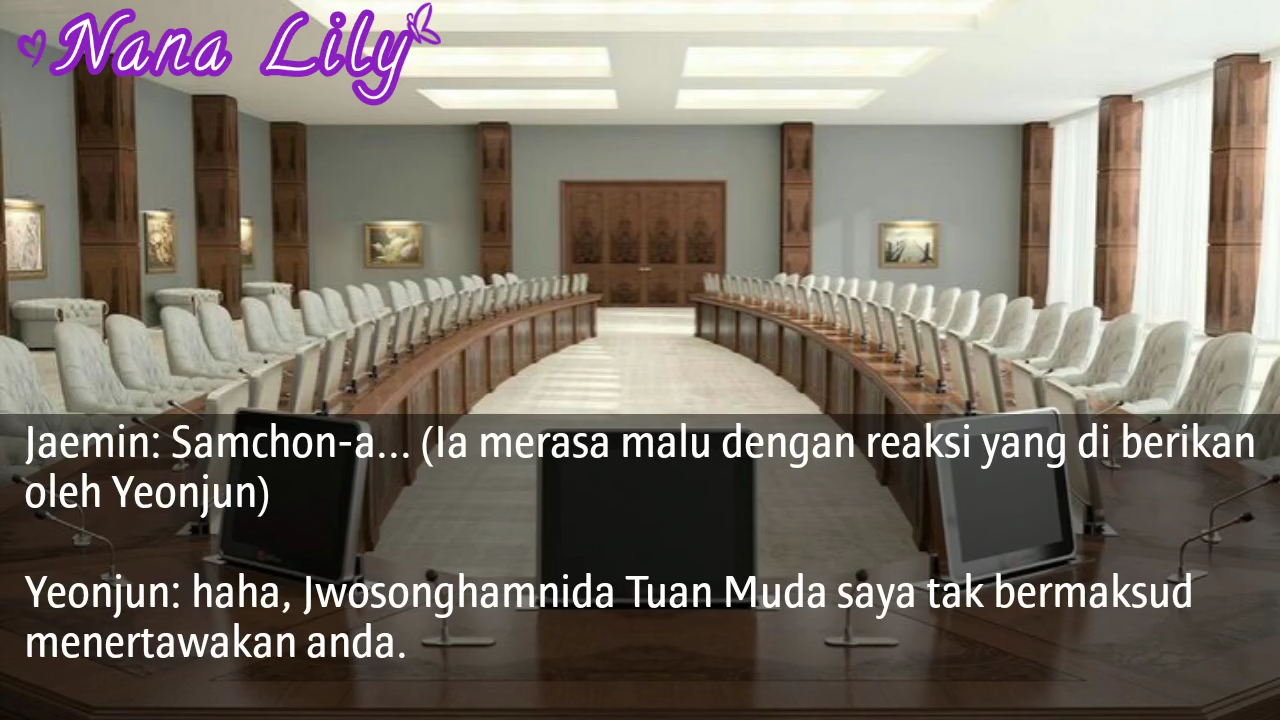 Nana Lily
Jaemin: Samchon-a... (Ia merasa malu dengan reaksi yang di berikan
oleh Yeonjun)
Yeonjun: haha, Jwosonghamnida Tuan Muda saya tak bermaksud
menertawakan anda.